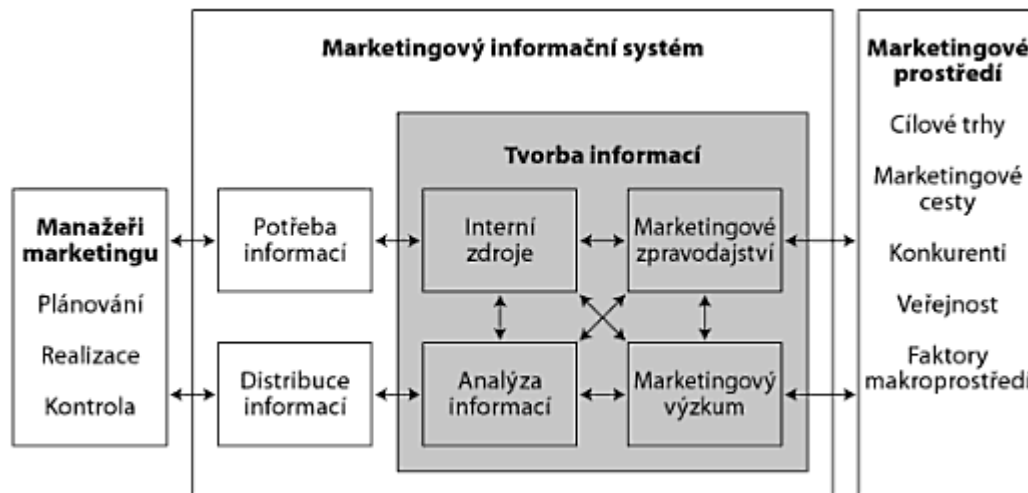 Marketingový informační systém
Marketingové
prostředí
Cílové trhy
Marketingové
cesty
Konkurenti
Veřejnost
Faktory
makroprostředí
Tvorba informací
Manažeři
marketingu
Plánování
Realizace
Kontrola
Potřeba
informací
Interní
zdroje
Marketingové
zpravodajství
Distribuce
informací
Analýza
informací
Marketingový
výzkum